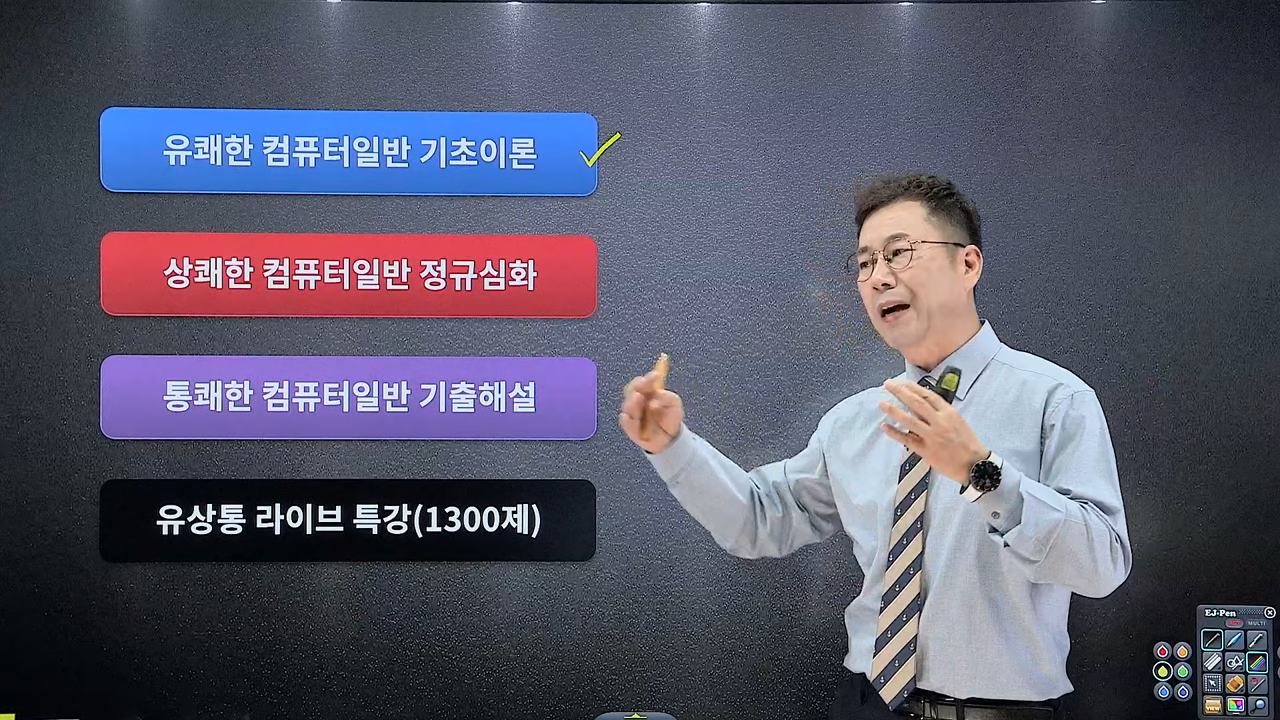 유쾌한 컴퓨터일반 기초이론
상쾌한 컴퓨터일반 정규심화
통쾌한 컴퓨터일반 기출해설
유상통 라이브 특강(1300제)
EJ-Pen
MULTI
VIEW